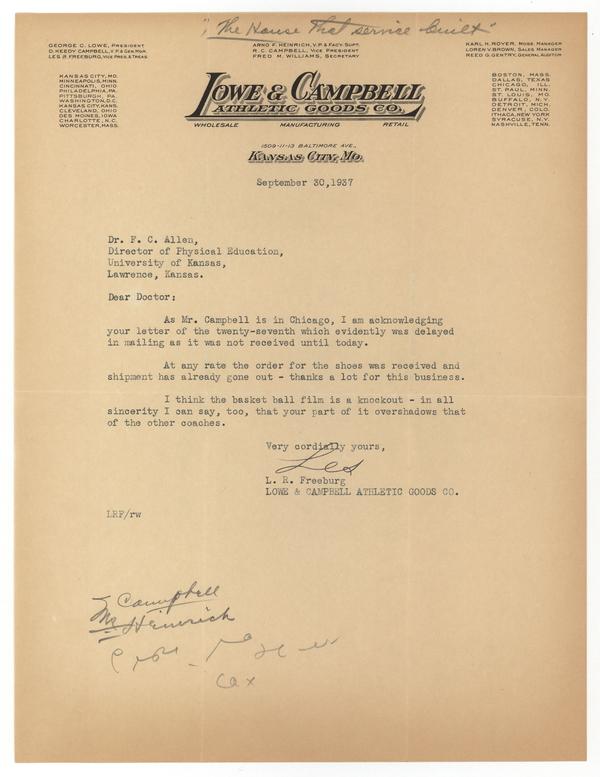 "The House That service built"
GEORGE C. LOWE, PRESIDENT
D. KEEDY CAMPBELL, V.P. & GEN. MGR.
LES R. FREEBURG, VICE PRES. & TREAS.
ARNO F. HEINRICH, V.P. & FACY. SUPT.
R.C. CAMPBELL, VICE PRESIDENT
FRED M. WILLIAMS, SECRETARY
KARL H. ROYER, MDSE. MANAGER
LOREN V. BROWN, SALES MANAGER
REED G. GENTRY, GENERAL AUDITOR
KANSAS CITY, MO.
MINNEAPOLIS, MINN.
CINCINNATI, OHIO
PHILADELPHIA, PA.
PITTSBURGH, PA.
WASHINGTON, D.C.
KANSAS CITY, KANS.
CLEVELAND, OHIO
DES MOINES, IOWA
CHARLOTTE, N.C.
WORCESTER, MASS.
LOWE & CAMPBELL
ATHLETIC GOODS CO.
WHOLESALE MANUFACTURING RETAIL
BOSTON, MASS.
DALLAS, TEXAS
CHICAGO, ILL.
ST. PAUL, MINN.
ST. LOUIS, MO.
BUFFALO, N.Y.
DETROIT, MICH.
DENVER, COLO.
ITHACA, NEW YORK
SYRACUSE, N.Y.
NASHVILLE, TENN.
1509-11-13 BALTIMORE AVE.,
KANSAS CITY, MO.
September 30,1937
Dr. F. C. Allen,
Director of Physical Education,
University of Kansas,
Lawrence, Kansas.
Dear Doctor:
As Mr. Campbell is in Chicago, I am acknowledging
your letter of the twenty-seventh which evidently was delayed
in mailing as it was not received until today.
At any rate the order for the shoes was received and
shipment has already gone out - thanks a lot for this business.
I think the basket ball film is a knockout - in all
sincerity I can say, too, that your part of it overshadows that
of the other coaches.
Very cordially yours,
Les
L. R. Freeburg
LOWE & CAMPBELL ATHLETIC GOODS CO.
LRF/rw
Campbell
Mr Heinrich